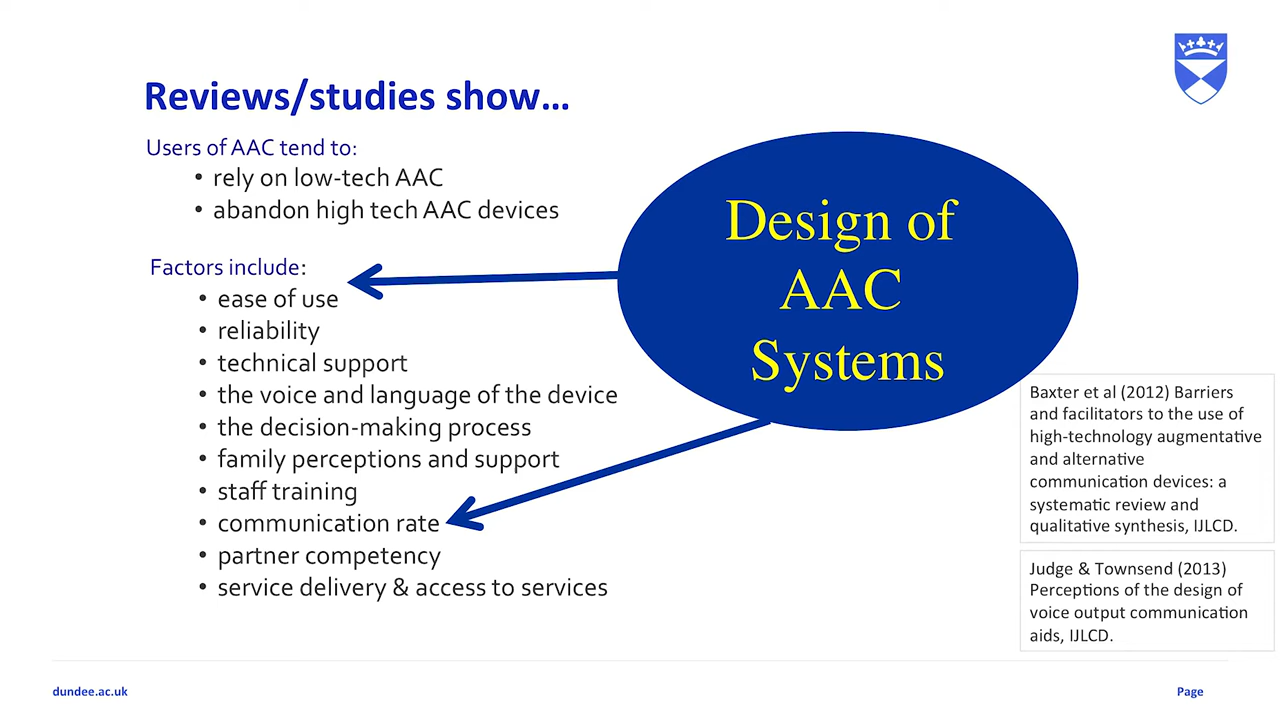 Reviews/studies show...
Users of AAC tend to:
• rely on low-tech AAC
• abandon high tech AAC devices
Factors include:
• ease of use
• reliability
• technical support
• the voice and language of the device
• the decision-making process
• family perceptions and support
• staff training
• communication rate
• partner competency
• service delivery & access to services
Design of
AAC
Systems
Baxter et al (2012) Barriers
and facilitators to the use of
high-technology augmentative
and alternative
communication devices: a
systematic review and
qualitative synthesis, IJLCD.
Judge & Townsend (2013)
Perceptions of the design of
voice output communication
aids, IJLCD.
dundee.ac.uk
Page